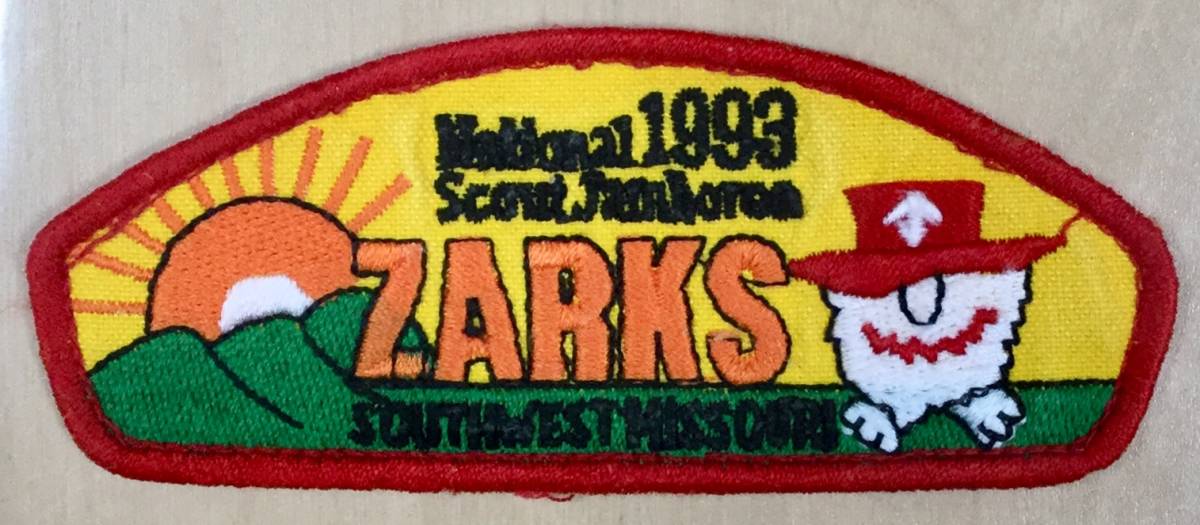 National 1993
Scout Jamboree
ZARKS
SOUTHWEST MISSOURI